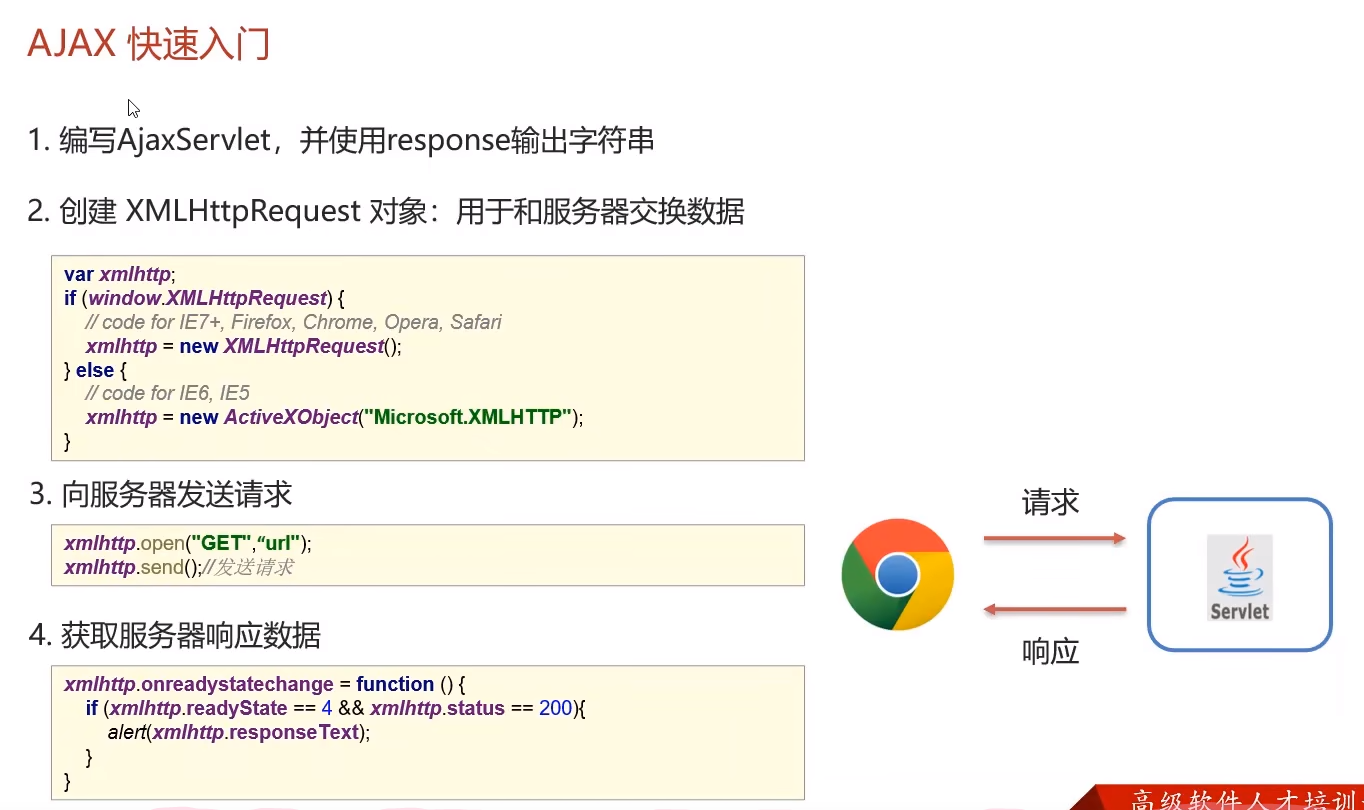 AJAX 快速入门
1. 编写AjaxServlet，并使用response输出字符串
2. 创建 XMLHttpRequest 对象：用于和服务器交换数据
var xmlhttp;
if (window.XMLHttpRequest) {
// code for IE7+, Firefox, Chrome, Opera, Safari
xmlhttp = new XMLHttpRequest();
} else {
// code for IE6, IE5
xmlhttp = new ActiveXObject("Microsoft.XMLHTTP");
}
3. 向服务器发送请求
xmlhttp.open("GET",“url");
xmlhttp.send();//发送请求
4. 获取服务器响应数据
xmlhttp.onreadystatechange = function () {
if (xmlhttp.readyState == 4 && xmlhttp.status == 200){
alert(xmlhttp.responseText);
}
}
请求
Servlet
响应
高级软件人才培训